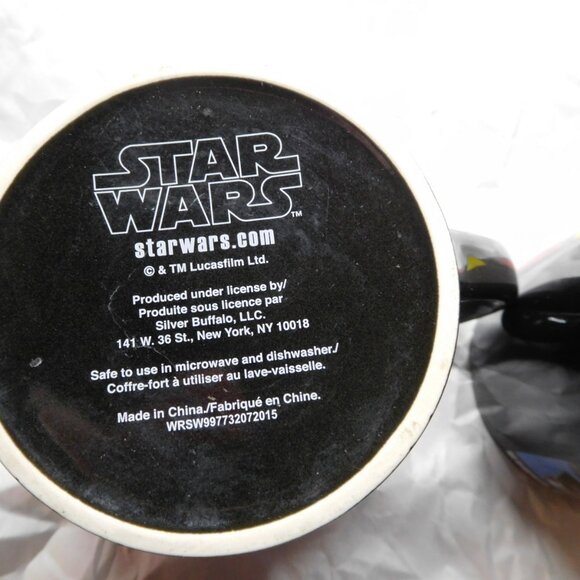 STAR
WARS™
starwars.com
© & TM Lucasfilm Ltd.
Produced under license by/
Produite sous licence par
Silver Buffalo, LLC.
141 W. 36 St., New York, NY 10018
Safe to use in microwave and dishwasher./
Coffre-fort à utiliser au lave-vaisselle.
Made in China./Fabriqué en Chine.
WRSW997732072015